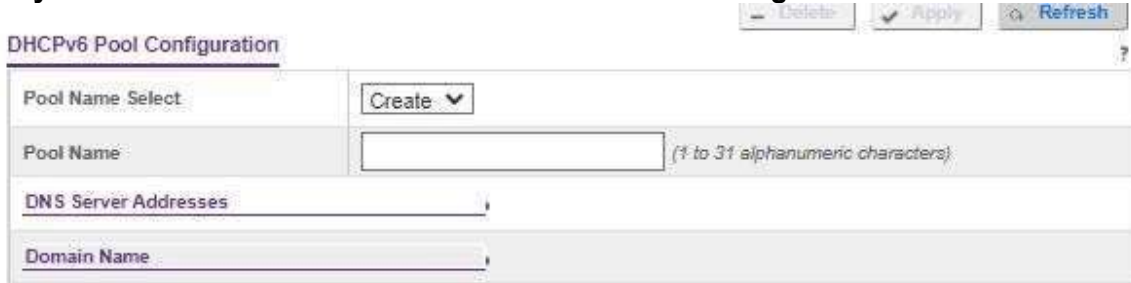 Delete Apply Refresh
DHCPv6 Pool Configuration
?
Pool Name Select Create
Pool Name (1 to 31 alphanumeric characters)
DNS Server Addresses
Domain Name